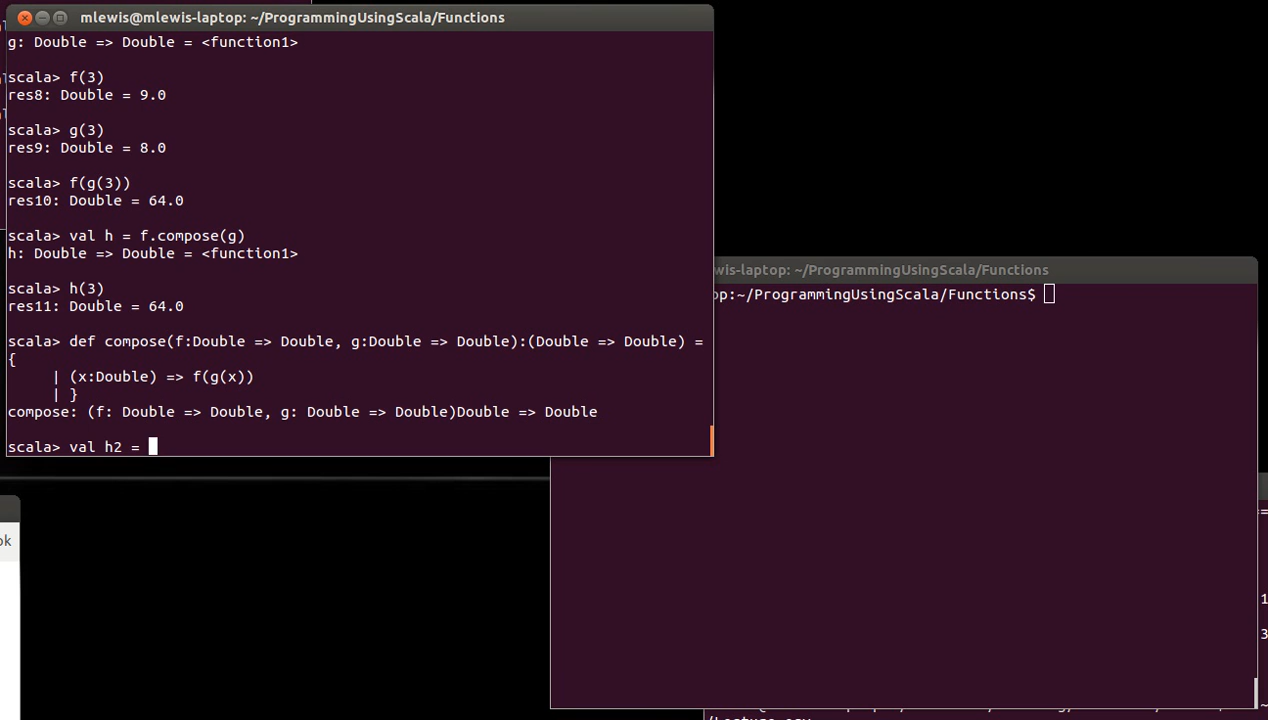 mlewis@mlewis-laptop: ~/ProgrammingUsingScala/Functions
g: Double => Double = <function1>
scala> f(3)
res8: Double = 9.0
scala> g(3)
res9: Double = 8.0
scala> f(g(3))
res10: Double = 64.0
scala> val h = f.compose(g)
h: Double => Double = <function1>
scala> h(3)
res11: Double = 64.0
scala> def compose(f:Double => Double, g:Double => Double):(Double => Double) =
{
| (x:Double) => f(g(x))
| }
compose: (f: Double => Double, g: Double => Double)Double => Double
scala> val h2 =
wis-laptop: ~/ProgrammingUsingScala/Functions
op:~/ProgrammingUsingScala/Functions$
ok
1
3